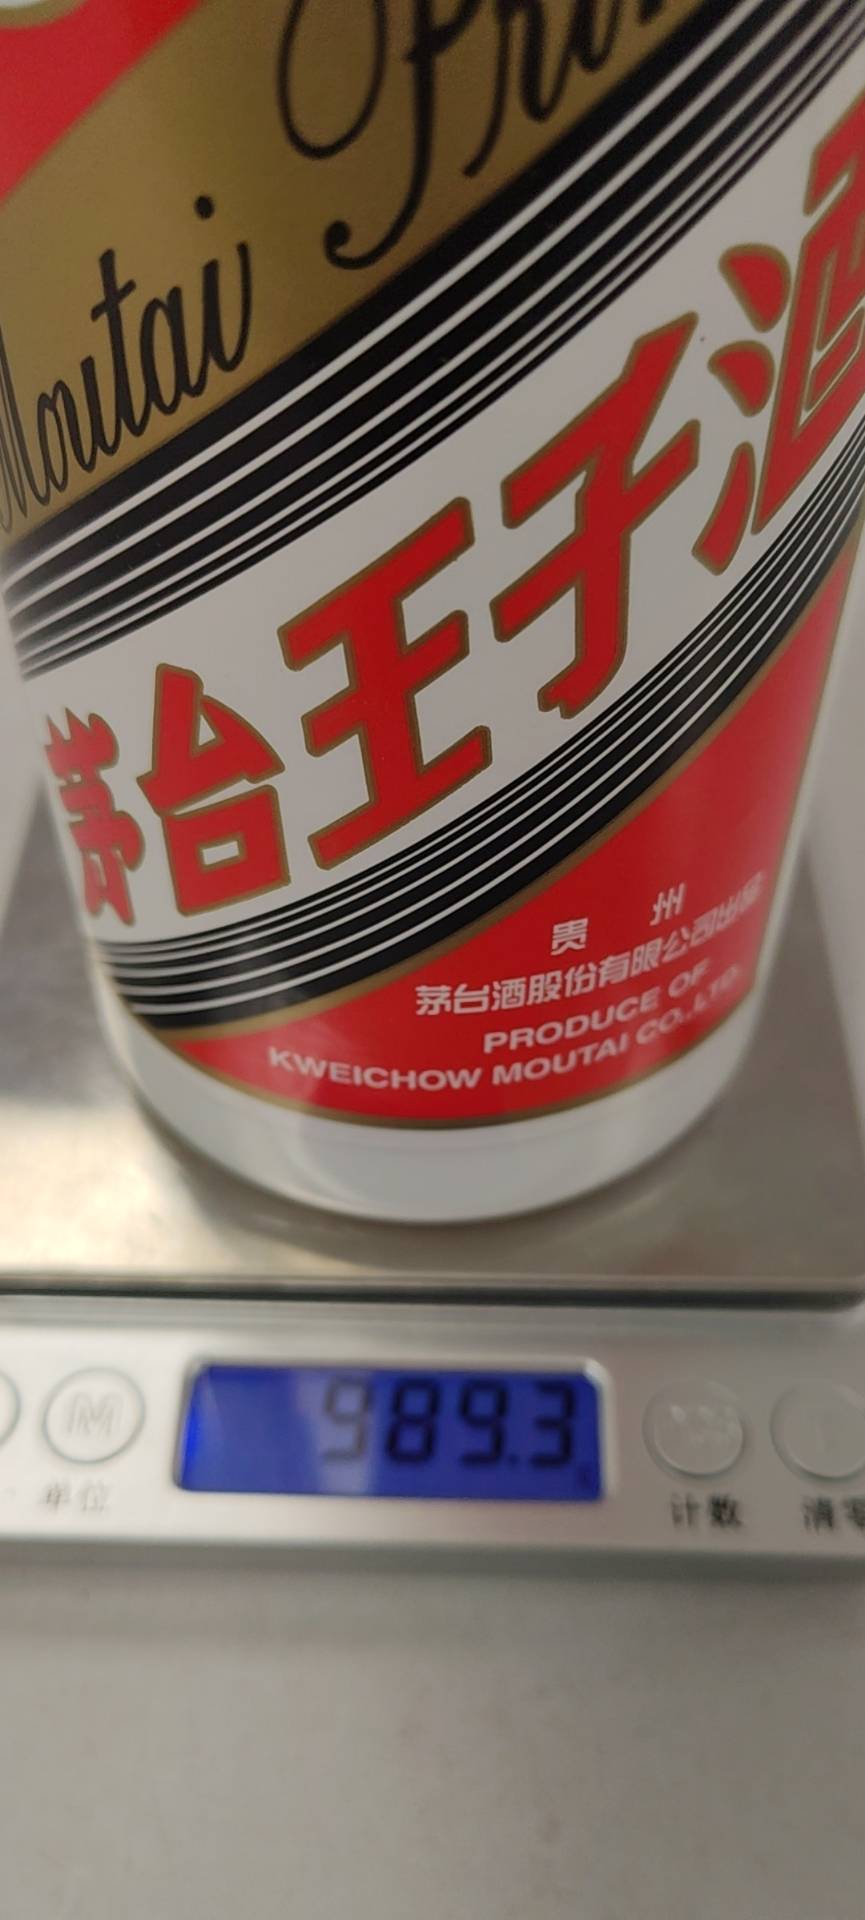 Moutai Prin
茅台王子酒
贵 州
茅台酒股份有限公司出品
PRODUCE OF
KWEICHOW MOUTAI CO.,LTD.
989.3
M
单位
计数
清零